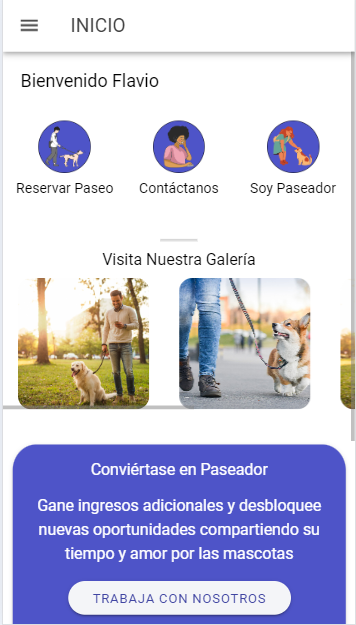 INICIO
Bienvenido Flavio
Reservar Paseo
Contáctanos
Soy Paseador
Visita Nuestra Galería
Conviértase en Paseador
Gane ingresos adicionales y desbloquee
nuevas oportunidades compartiendo su
tiempo y amor por las mascotas
TRABAJA CON NOSOTROS